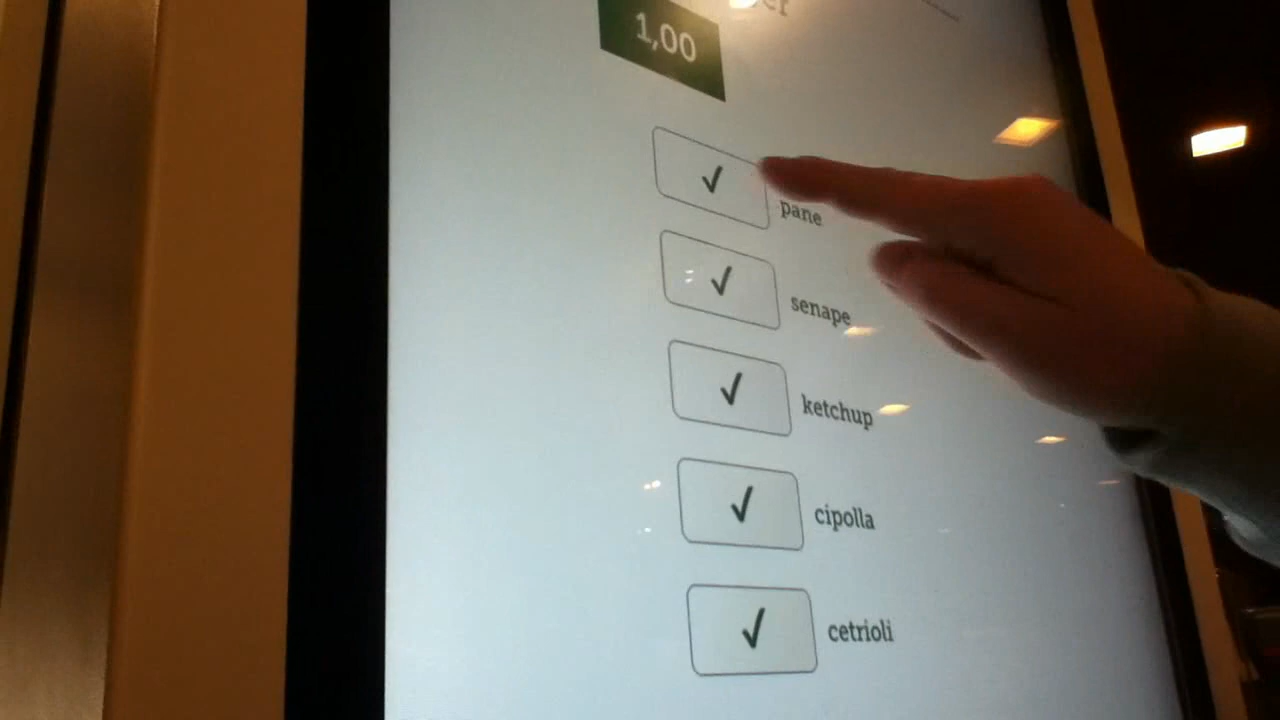 1,00
pane
senape
ketchup
cipolla
cetrioli